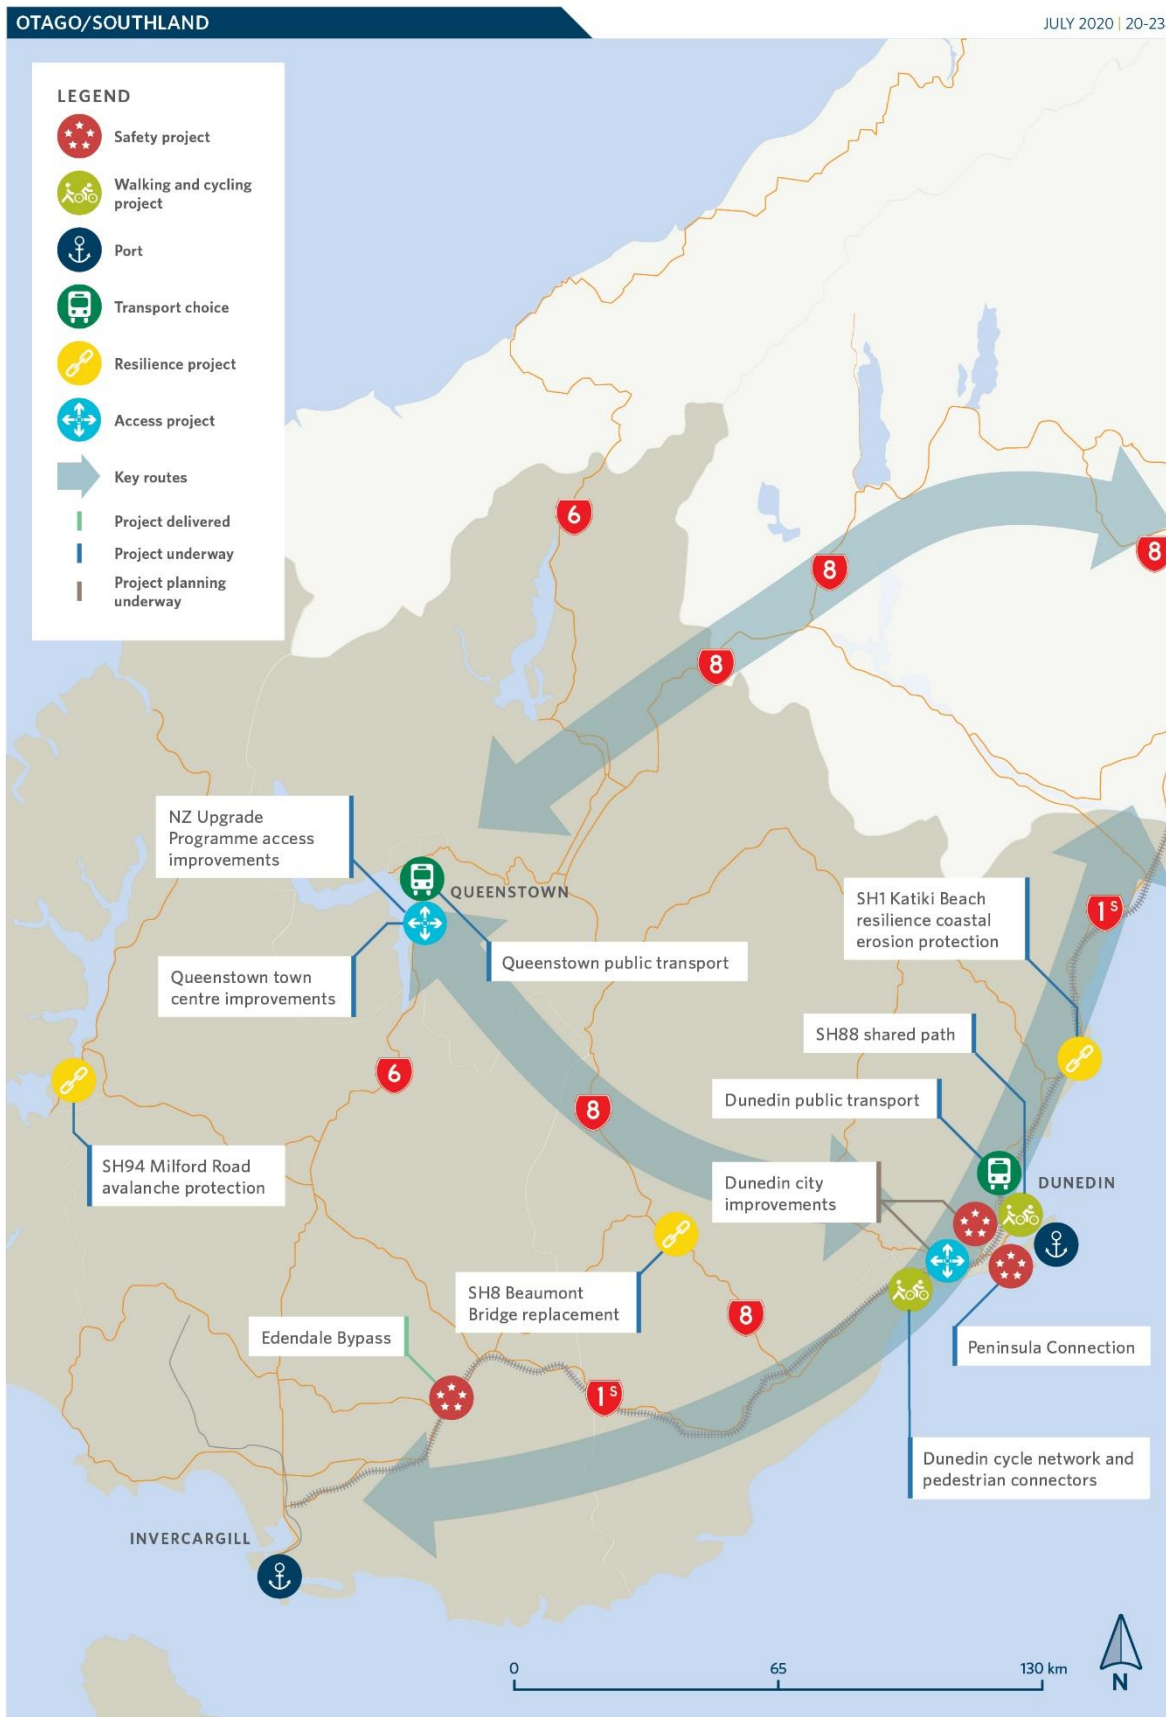 OTAGO/SOUTHLAND
JULY 2020 | 20-23
LEGEND
Safety project
Walking and cycling
project
Port
Transport choice
Resilience project
Access project
Key routes
Project delivered
Project underway
Project planning
underway
6
8
8
8
NZ Upgrade
Programme access
improvements
QUEENSTOWN
SH1 Katiki Beach
resilience coastal
erosion protection
1 S
Queenstown public transport
Queenstown town
centre improvements
SH88 shared path
6
8
Dunedin public transport
SH94 Milford Road
avalanche protection
Dunedin city
improvements
DUNEDIN
SH8 Beaumont
Bridge replacement
8
Edendale Bypass
Peninsula Connection
1 S
Dunedin cycle network and
pedestrian connectors
INVERCARGILL
0 65 130 km
N